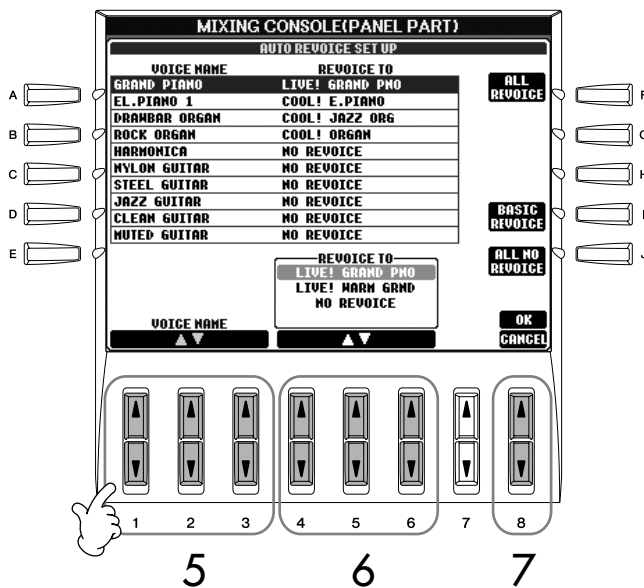 MIXING CONSOLE(PANEL PART)
AUTO REVOICE SET UP
VOICE NAME REVOICE TO
GRAND PIANO LIVE! GRAND PNO
EL.PIANO 1 COOL! E.PIANO
DRAWBAR ORGAN COOL! JAZZ ORG
ROCK ORGAN COOL! ORGAN
HARMONICA NO REVOICE
NYLON GUITAR NO REVOICE
STEEL GUITAR NO REVOICE
JAZZ GUITAR NO REVOICE
CLEAN GUITAR NO REVOICE
MUTED GUITAR NO REVOICE
ALL REVOICE
BASIC REVOICE
ALL NO REVOICE
REVOICE TO
LIVE! GRAND PNO
LIVE! WARM GRND
NO REVOICE
VOICE NAME
OK
CANCEL
A
B
C
D
E
F
H
J
1 2 3 4 5 6 7 8
5 6 7